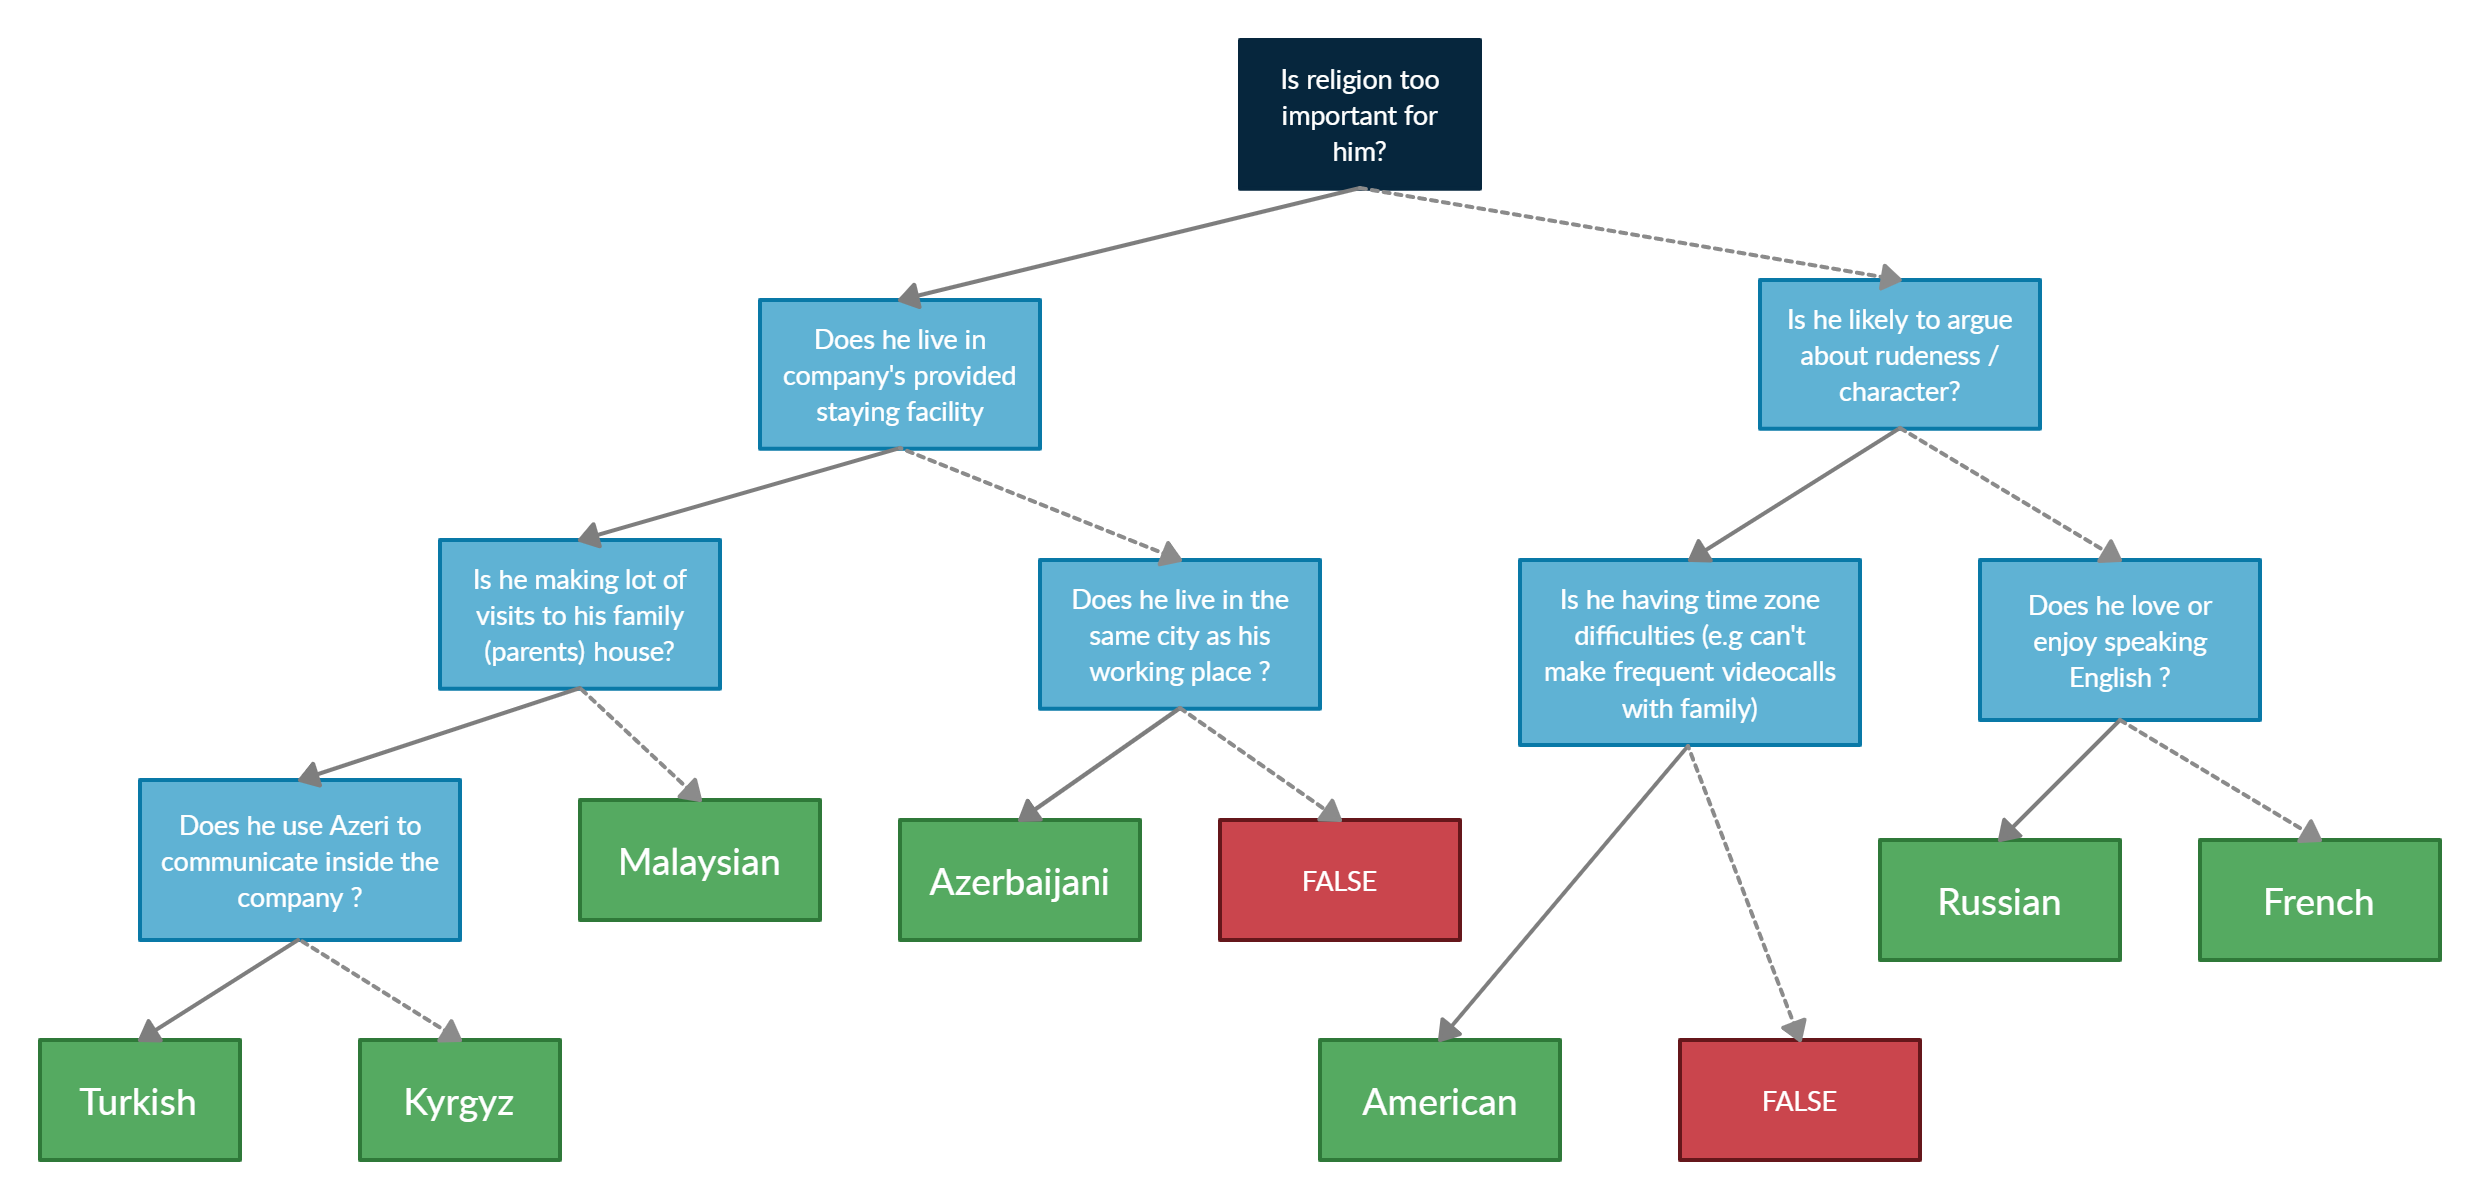 Is religion too
important for
him?
Does he live in
company's provided
staying facility
Is he likely to argue
about rudeness /
character?
Is he making lot of
visits to his family
(parents) house?
Does he live in the
same city as his
working place ?
Is he having time zone
difficulties (e.g can't
make frequent videocalls
with family)
Does he love or
enjoy speaking
English ?
Does he use Azeri to
communicate inside the
company ?
Malaysian
Azerbaijani
FALSE
Russian
French
Turkish
Kyrgyz
American
FALSE